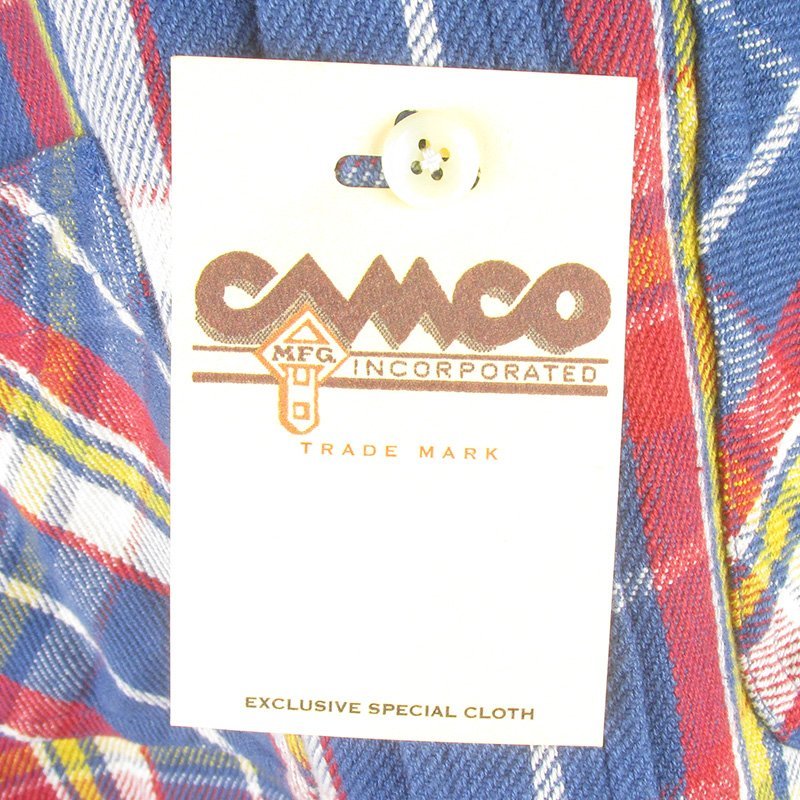 CAMCO
MFG.
INCORPORATED
TRADE MARK
EXCLUSIVE SPECIAL CLOTH